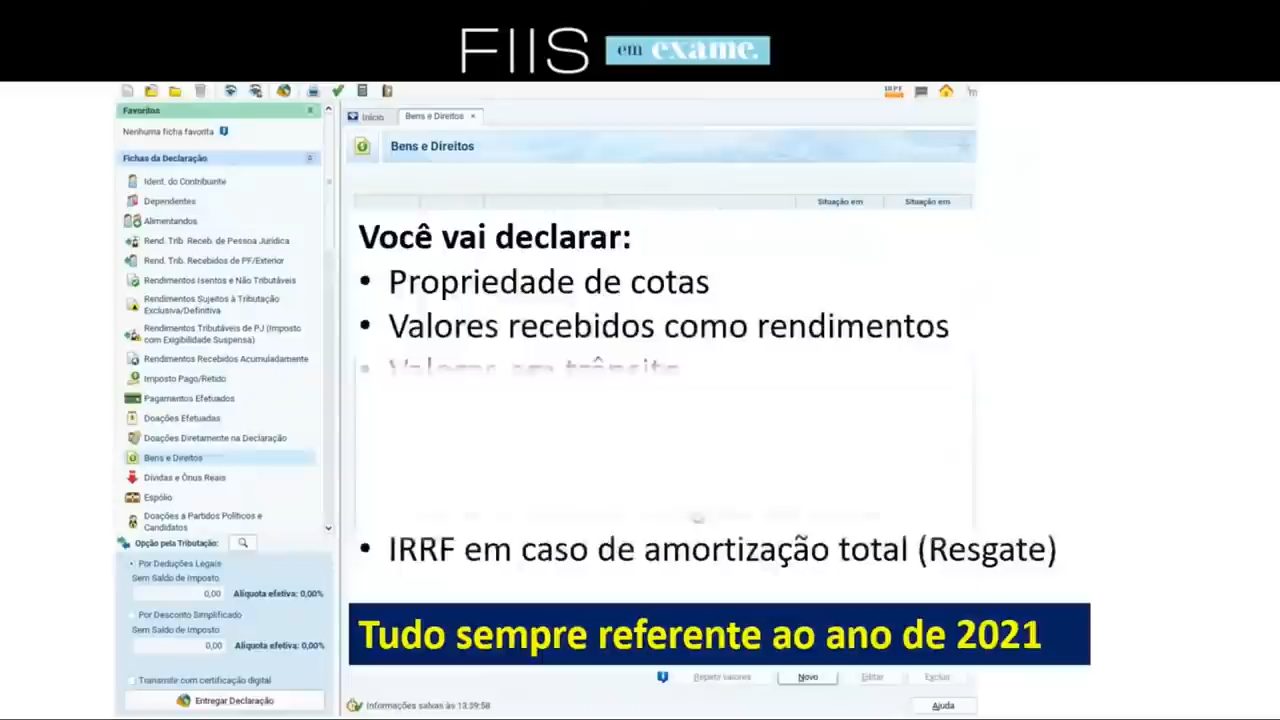 FIIS em exame.
IRPF
Favoritos
Nenhuma ficha favorita
Fichas da Declaração
Ident. do Contribuinte
Dependentes
Alimentandos
Rend. Trib. Receb. de Pessoa Jurídica
Rend. Trib. Recebidos de PF/Exterior
Rendimentos Isentos e Não Tributáveis
Rendimentos Sujeitos à Tributação
Exclusiva/Definitiva
Rendimentos Tributáveis de PJ (Imposto
com Exigibilidade Suspensa)
Rendimentos Recebidos Acumuladamente
Imposto Pago/Retido
Pagamentos Efetuados
Doações Efetuadas
Doações Diretamente na Declaração
Bens e Direitos
Dívidas e Ônus Reais
Espólio
Doações a Partidos Políticos e
Candidatos
Opção pela Tributação:
Por Deduções Legais
Sem Saldo de Imposto
0,00 Alíquota efetiva: 0,00%
Por Desconto Simplificado
Sem Saldo de Imposto
0,00 Alíquota efetiva: 0,00%
Transmitir com certificação digital
Entregar Declaração
Início Bens e Direitos ×
Bens e Direitos
Situação em Situação em
Você vai declarar:
• Propriedade de cotas
• Valores recebidos como rendimentos
• Valores em trânsito
• IRRF em caso de amortização total (Resgate)
Tudo sempre referente ao ano de 2021
Repetir valores Novo Editar Excluir
Informações salvas às 13:39:58 Ajuda